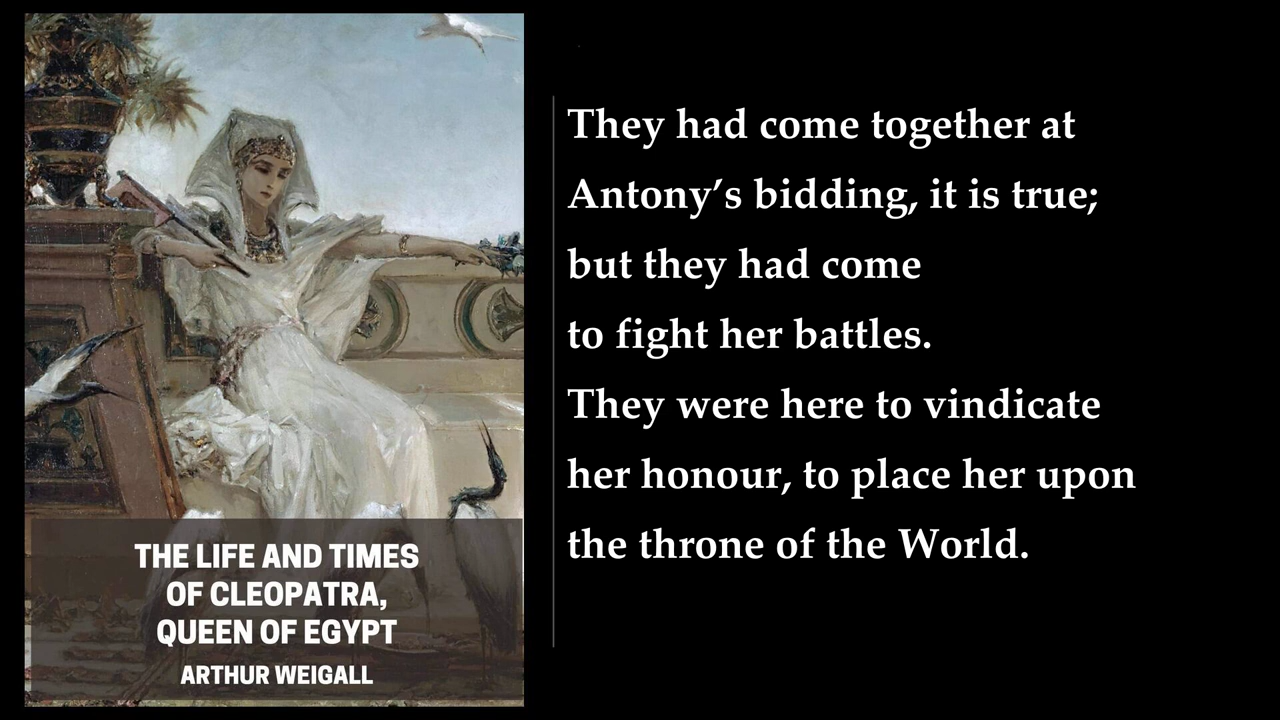 They had come together at
Antony’s bidding, it is true;
but they had come
to fight her battles.
They were here to vindicate
her honour, to place her upon
the throne of the World.
THE LIFE AND TIMES
OF CLEOPATRA,
QUEEN OF EGYPT
ARTHUR WEIGALL